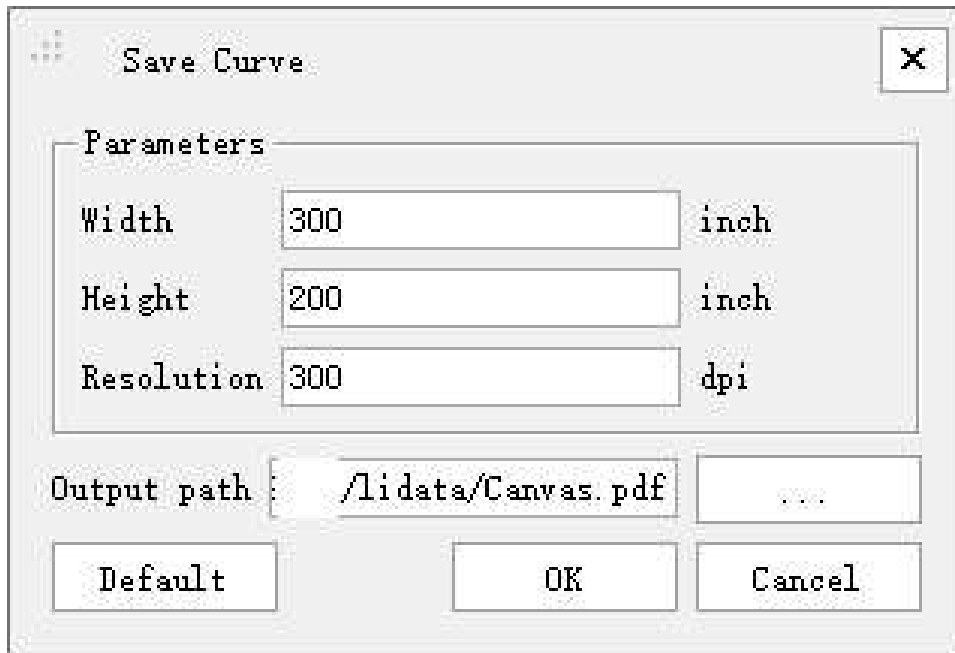 Save Curve
Parameters
Width 300 inch
Height 200 inch
Resolution 300 dpi
Output path /lidata/Canvas.pdf ...
Default OK Cancel